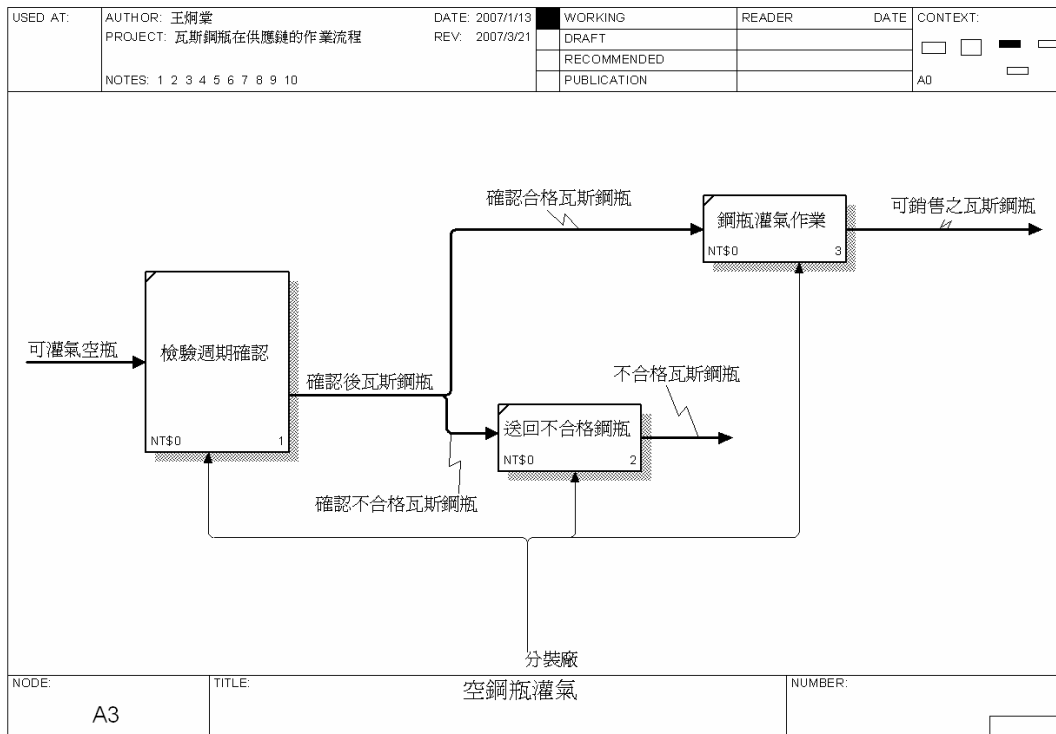 USED AT:
AUTHOR: 王炯棠
DATE: 2007/1/13
PROJECT: 瓦斯鋼瓶在供應鏈的作業流程
REV: 2007/3/21
NOTES: 1 2 3 4 5 6 7 8 9 10
WORKING
DRAFT
RECOMMENDED
PUBLICATION
READER
DATE
CONTEXT:
A0
確認合格瓦斯鋼瓶
鋼瓶灌氣作業
NT$0
3
可銷售之瓦斯鋼瓶
可灌氣空瓶
檢驗週期確認
NT$0
1
確認後瓦斯鋼瓶
不合格瓦斯鋼瓶
送回不合格鋼瓶
NT$0
2
確認不合格瓦斯鋼瓶
分裝廠
NODE:
A3
TITLE:
空鋼瓶灌氣
NUMBER: